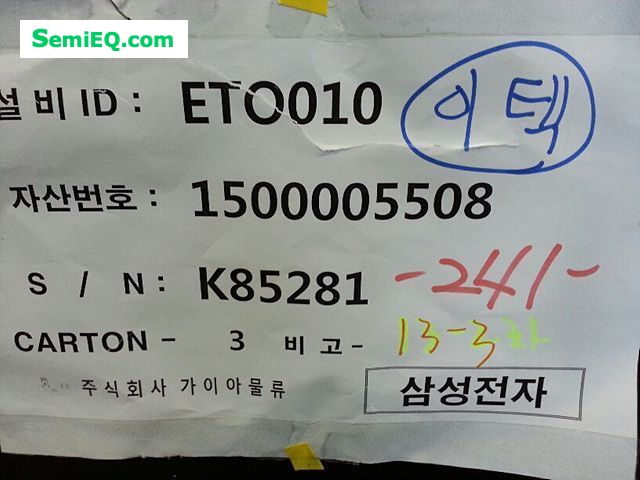 SemiEQ.com
설비ID : ETO010 이텍
자산번호 : 1500005508
S / N : K85281 -241-
CARTON - 3 비고- 13-3
주식회사 가이아물류 삼성전자